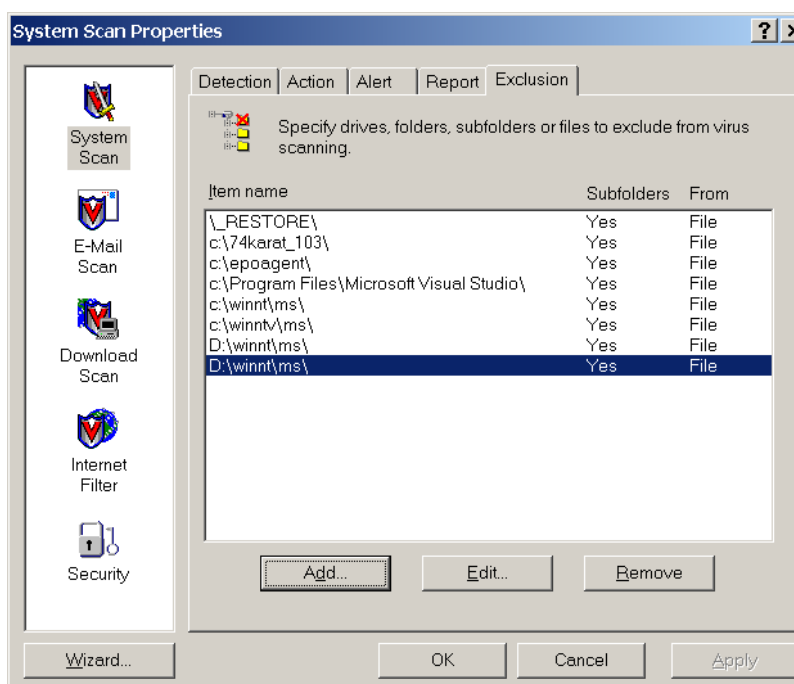 System Scan Properties
Detection Action Alert Report Exclusion
Specify drives, folders, subfolders or files to exclude from virus
scanning.
System
Scan
E-Mail
Scan
Download
Scan
Internet
Filter
Security
Item name Subfolders From
\_RESTORE\ Yes File
c:\74karat_103\ Yes File
c:\epoagent\ Yes File
c:\Program Files\Microsoft Visual Studio\ Yes File
c:\winnt\ms\ Yes File
c:\winntv\ms\ Yes File
D:\winnt\ms\ Yes File
D:\winnt\ms\ Yes File
Add... Edit... Remove
Wizard... OK Cancel Apply